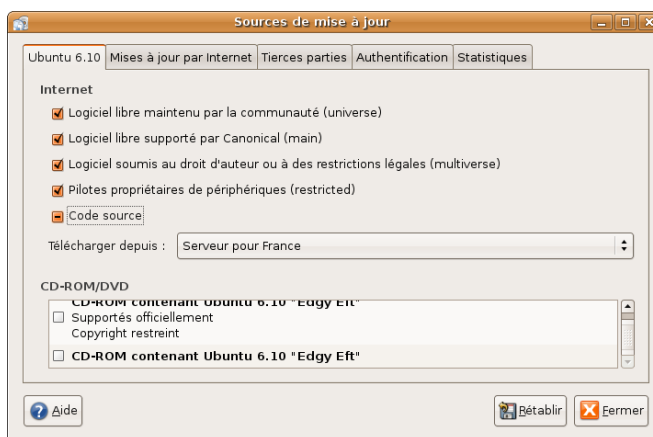 Sources de mise à jour
Ubuntu 6.10 Mises à jour par Internet Tierces parties Authentification Statistiques
Internet
Logiciel libre maintenu par la communauté (universe)
Logiciel libre supporté par Canonical (main)
Logiciel soumis au droit d'auteur ou à des restrictions légales (multiverse)
Pilotes propriétaires de périphériques (restricted)
Code source
Télécharger depuis : Serveur pour France
CD-ROM/DVD
CD-ROM contenant Ubuntu 6.10 "Edgy Eft"
Supportés officiellement
Copyright restreint
CD-ROM contenant Ubuntu 6.10 "Edgy Eft"
Aide Rétablir Fermer